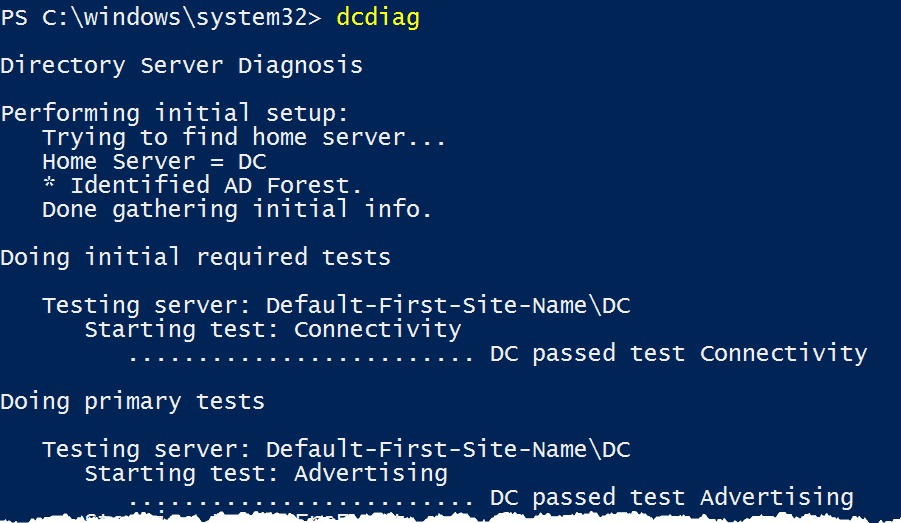 PS C:\windows\system32> dcdiag
Directory Server Diagnosis
Performing initial setup:
Trying to find home server...
Home Server = DC
* Identified AD Forest.
Done gathering initial info.
Doing initial required tests
Testing server: Default-First-Site-Name\DC
Starting test: Connectivity
......................... DC passed test Connectivity
Doing primary tests
Testing server: Default-First-Site-Name\DC
Starting test: Advertising
......................... DC passed test Advertising